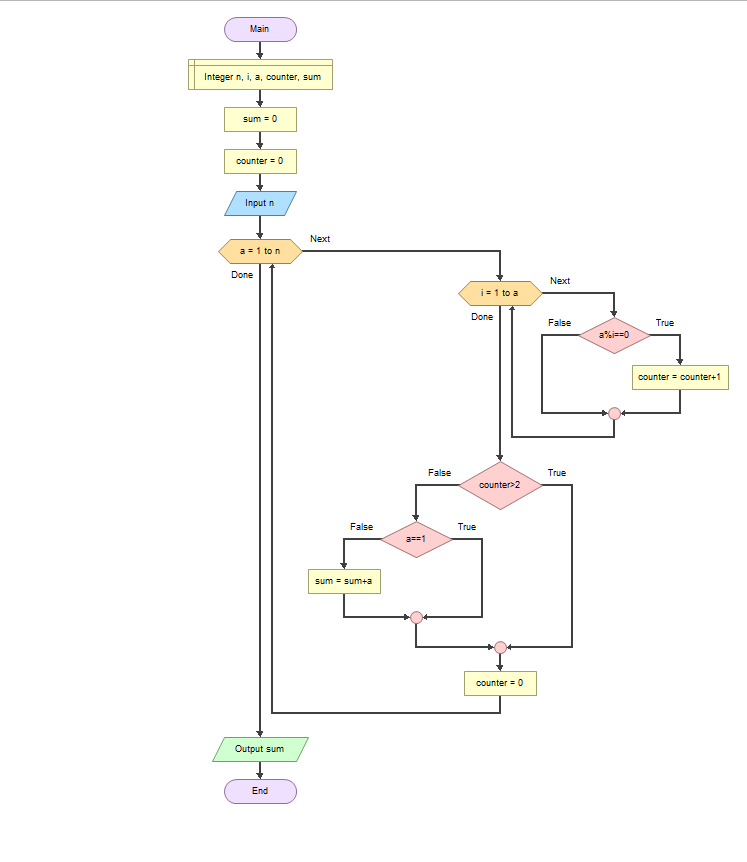 Main
Integer n, i, a, counter, sum
sum = 0
counter = 0
Input n
a = 1 to n
Next
Done
i = 1 to a
Next
Done
a%i==0
False
True
counter = counter+1
counter>2
False
True
a==1
False
True
sum = sum+a
counter = 0
Output sum
End